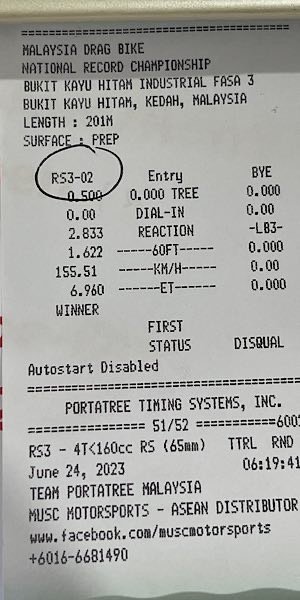 ==============================
MALAYSIA DRAG BIKE
NATIONAL RECORD CHAMPIONSHIP
BUKIT KAYU HITAM INDUSTRIAL FASA 3
BUKIT KAYU HITAM, KEDAH, MALAYSIA
LENGTH : 201M
SURFACE : PREP
RS3-02 Entry BYE
0.500 0.000 TREE 0.000
0.00 DIAL-IN 0.00
2.833 REACTION -LB3-
1.622 ------60FT----- 0.000
155.51 ------KM/H----- 0.00
6.960 ------ET------ 0.000
WINNER
FIRST
STATUS DISQUAL
Autostart Disabled
==============================
PORTATREE TIMING SYSTEMS, INC.
================ 51/52 ============6001
RS3 - 4T<160cc RS (65mm) TTRL RND
June 24, 2023 06:19:41
TEAM PORTATREE MALAYSIA
MUSC MOTORSPORTS - ASEAN DISTRIBUTOR
www.facebook.com/muscmotorsports
+6016-6681490